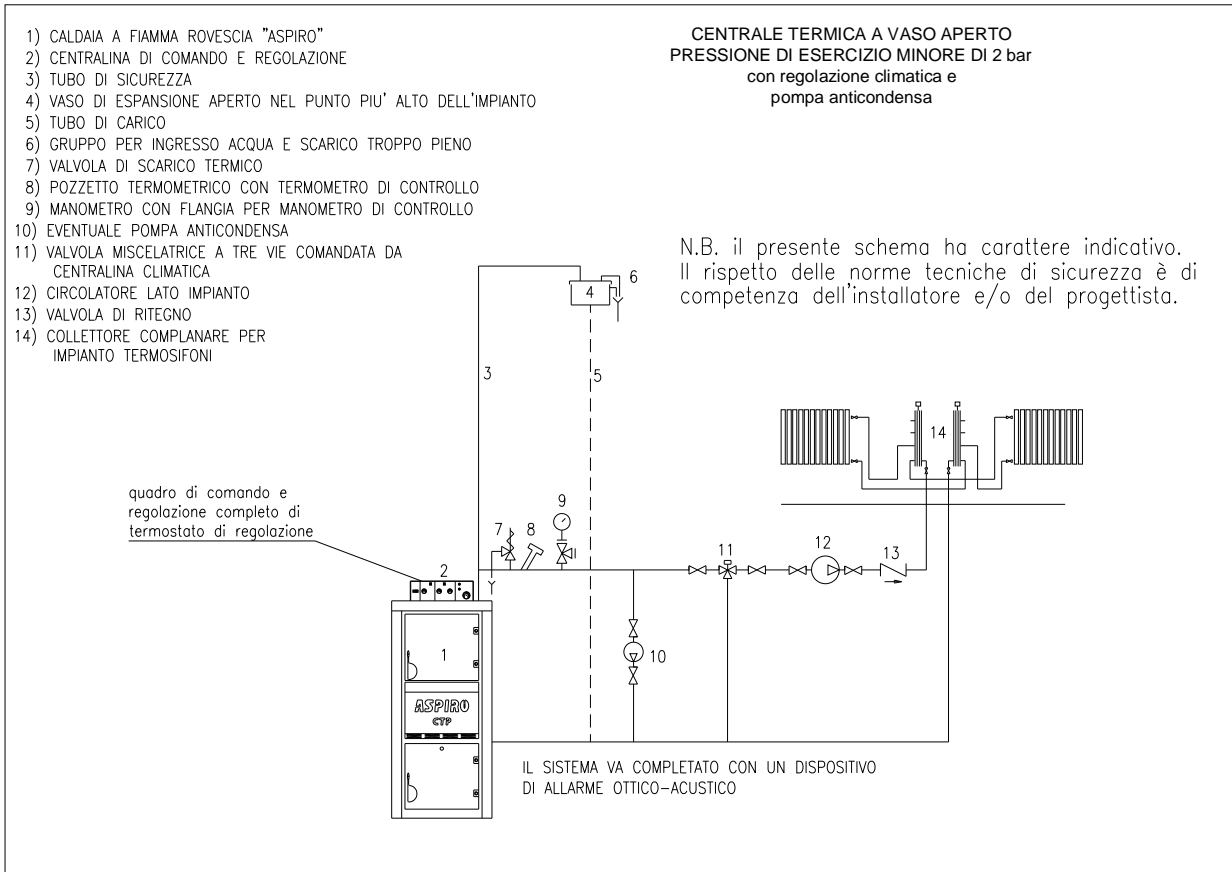 1) CALDAIA A FIAMMA ROVESCIA "ASPIRO"
2) CENTRALINA DI COMANDO E REGOLAZIONE
3) TUBO DI SICUREZZA
4) VASO DI ESPANSIONE APERTO NEL PUNTO PIU' ALTO DELL'IMPIANTO
5) TUBO DI CARICO
6) GRUPPO PER INGRESSO ACQUA E SCARICO TROPPO PIENO
7) VALVOLA DI SCARICO TERMICO
8) POZZETTO TERMOMETRICO CON TERMOMETRO DI CONTROLLO
9) MANOMETRO CON FLANGIA PER MANOMETRO DI CONTROLLO
10) EVENTUALE POMPA ANTICONDENSA
11) VALVOLA MISCELATRICE A TRE VIE COMANDATA DA
CENTRALINA CLIMATICA
12) CIRCOLATORE LATO IMPIANTO
13) VALVOLA DI RITEGNO
14) COLLETTORE COMPLANARE PER
IMPIANTO TERMOSIFONI
CENTRALE TERMICA A VASO APERTO
PRESSIONE DI ESERCIZIO MINORE DI 2 bar
con regolazione climatica e
pompa anticondensa
N.B. il presente schema ha carattere indicativo.
Il rispetto delle norme tecniche di sicurezza è di
competenza dell'installatore e/o del progettista.
6
4
3
5
14
quadro di comando e
regolazione completo di
termostato di regolazione
9
7
8
11
12
13
2
1
10
ASPIRO
CTP
IL SISTEMA VA COMPLETATO CON UN DISPOSITIVO
DI ALLARME OTTICO-ACUSTICO